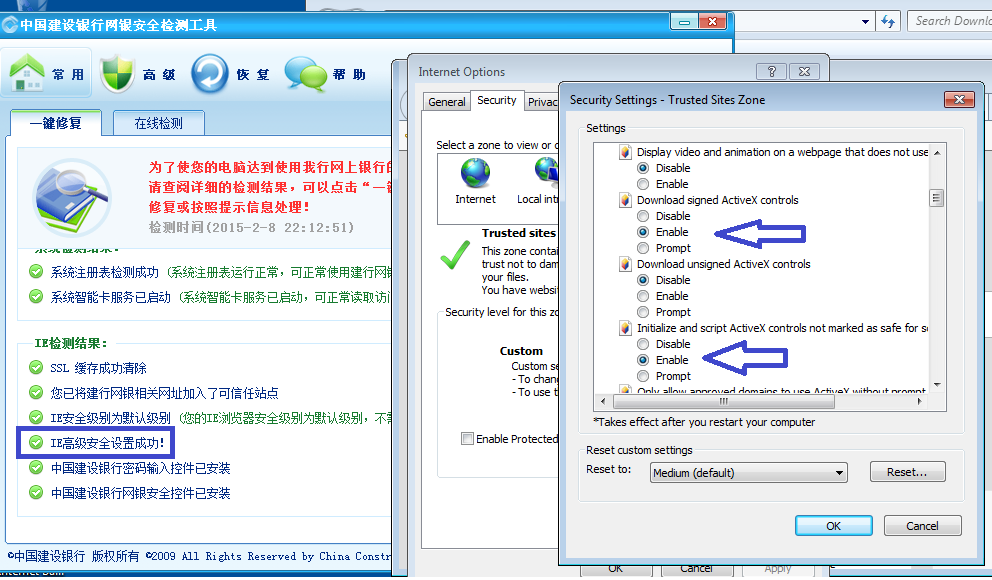 中国建设银行网银安全检测工具
Search Downlo
常 用
高 级
恢 复
帮 助
一键修复
在线检测
为了使您的电脑达到使用我行网上银行的
请查阅详细的检测结果，可以点击“一键
修复或按照提示信息处理！
检测时间(2015-2-8 22:12:51)
系统检测结果：
系统注册表检测成功（系统注册表运行正常，可正常使用建行网银
系统智能卡服务已启动（系统智能卡服务已启动，可正常读取访问
IE检测结果：
SSL 缓存成功清除
您已将建行网银相关网址加入了可信任站点
IE安全级别为默认级别（您的IE浏览器安全级别为默认级别，不需
IE高级安全设置成功！
中国建设银行密码输入控件已安装
中国建设银行网银安全控件已安装
©中国建设银行 版权所有 ©2009 All Rights Reserved by China Constr
Internet Options
General
Security
Privac
Select a zone to view or c
Internet
Local intr
Trusted sites
This zone contai
trust not to dam
your files.
You have websi
Security level for this zo
Custom
Custom se
- To chang
- To use t
Enable Protected
OK
Cancel
Apply
Security Settings - Trusted Sites Zone
Settings
Display video and animation on a webpage that does not use
Disable
Enable
Download signed ActiveX controls
Disable
Enable
Prompt
Download unsigned ActiveX controls
Disable
Enable
Prompt
Initialize and script ActiveX controls not marked as safe for s
Disable
Enable
Prompt
Only allow approved domains to use ActiveX without prompt
*Takes effect after you restart your computer
Reset custom settings
Reset to:
Medium (default)
Reset...
OK
Cancel